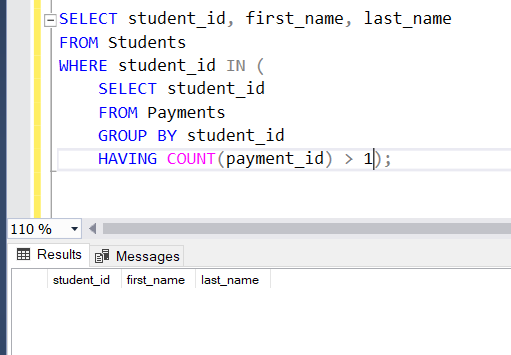 SELECT student_id, first_name, last_name
FROM Students
WHERE student_id IN (
SELECT student_id
FROM Payments
GROUP BY student_id
HAVING COUNT(payment_id) > 1);
110 %
Results Messages
student_id first_name last_name